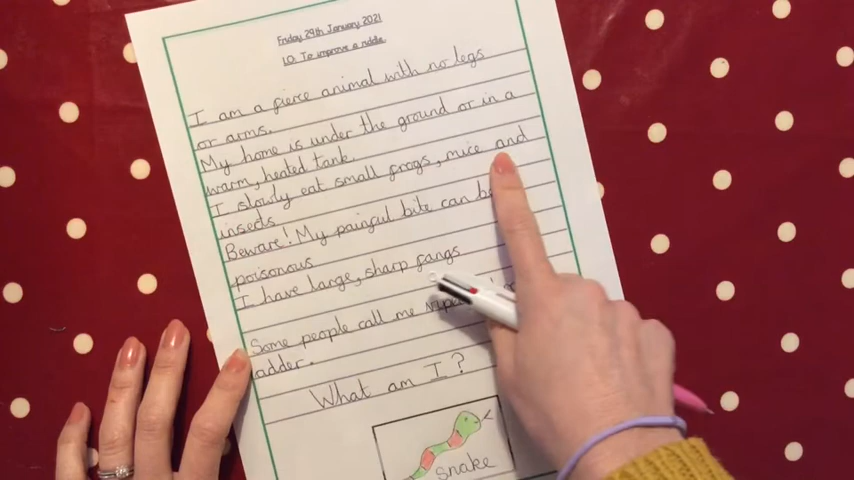 Friday 29th January 2021
LO: To improve a riddle.
I am a fierce animal with no legs
or arms.
My home is under the ground or in a
warm, heated tank.
I slowly eat small frogs, mice and
insects
Beware! My painful bite can
poisonous
I have large, sharp fangs
Some people call me
adder.
What am I?
snake